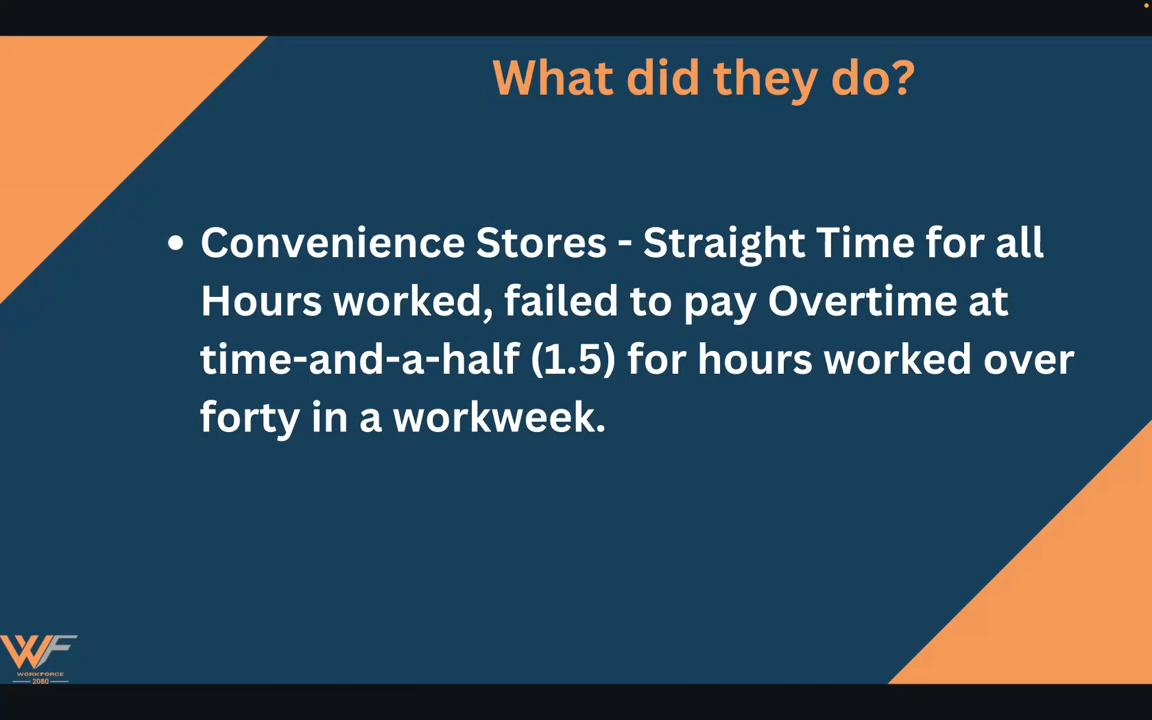 What did they do?
• Convenience Stores - Straight Time for all
Hours worked, failed to pay Overtime at
time-and-a-half (1.5) for hours worked over
forty in a workweek.
WF
WORKFORCE
2080